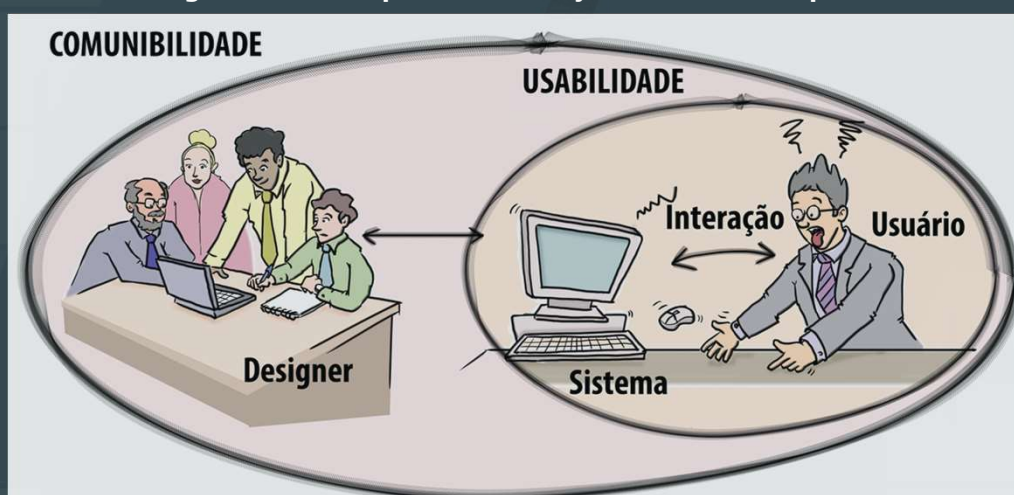 COMUNIBILIDADE
USABILIDADE
Interação
Usuário
Designer
Sistema